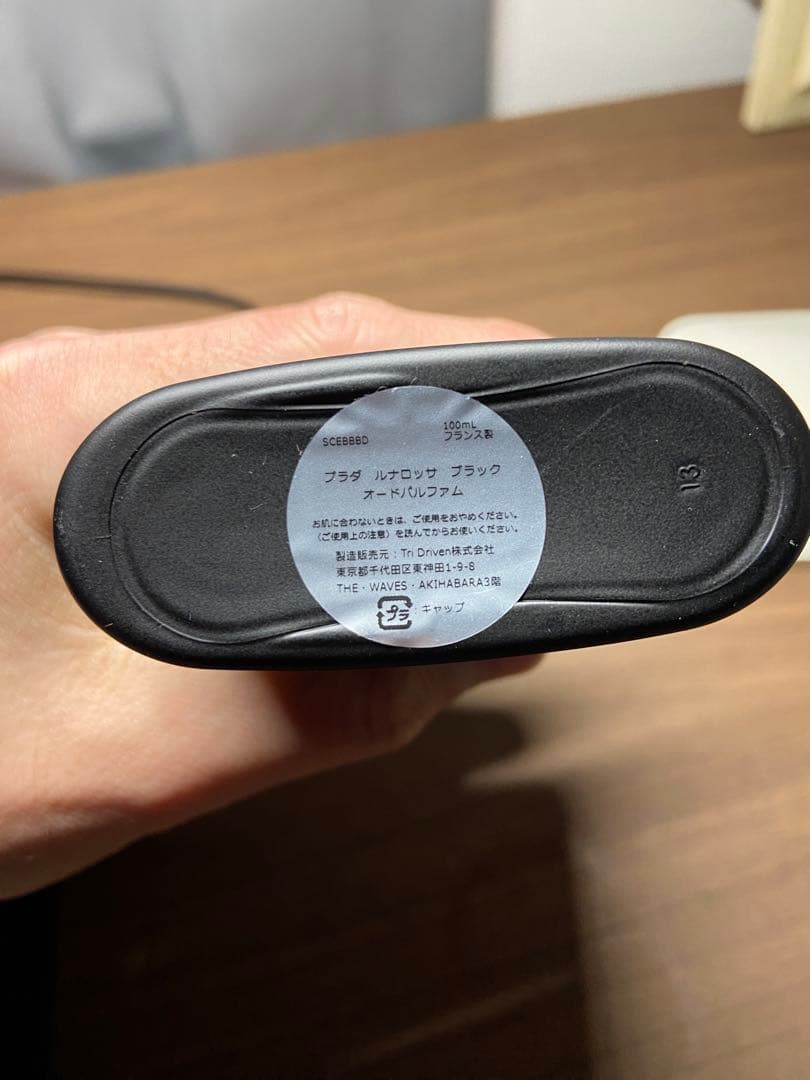 SCEBBBD
100mL
フランス製
プラダ ルナロッサ ブラック
オードパルファム
お肌に合わないときは、ご使用をおやめください。
〈ご使用上の注意〉を読んでからお使いください。
製造販売元：Tri Driven株式会社
東京都千代田区東神田1-9-8
THE・WAVES・AKIHABARA3階
プラ：キャップ
13